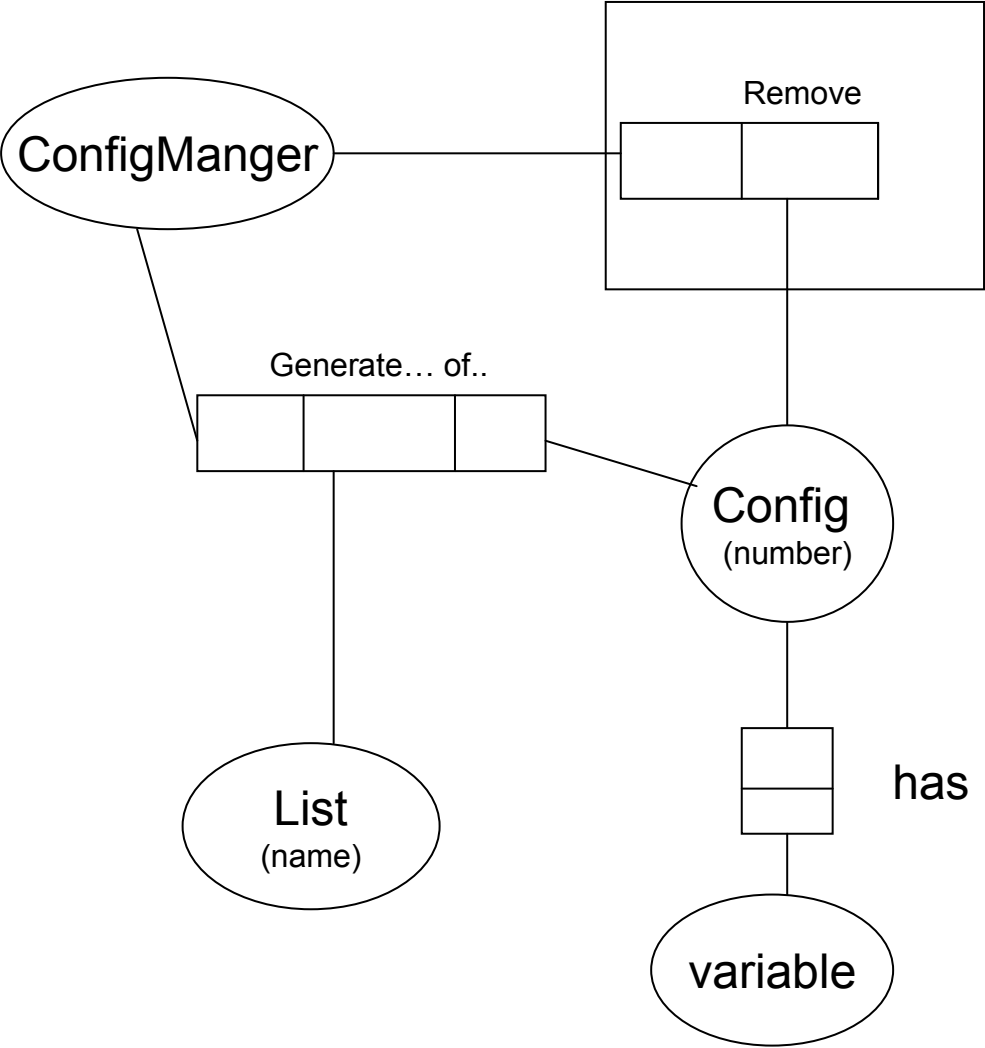 Remove
ConfigManger
Generate… of..
Config
(number)
has
List
(name)
variable